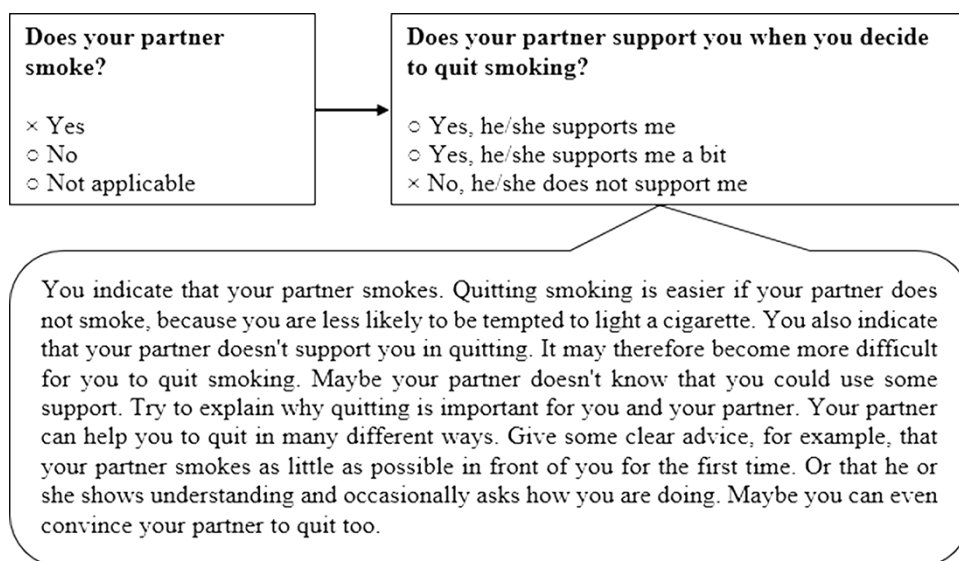 Does your partner
smoke?
× Yes
○ No
○ Not applicable
Does your partner support you when you decide
to quit smoking?
○ Yes, he/she supports me
○ Yes, he/she supports me a bit
× No, he/she does not support me
You indicate that your partner smokes. Quitting smoking is easier if your partner does
not smoke, because you are less likely to be tempted to light a cigarette. You also indicate
that your partner doesn't support you in quitting. It may therefore become more difficult
for you to quit smoking. Maybe your partner doesn't know that you could use some
support. Try to explain why quitting is important for you and your partner. Your partner
can help you to quit in many different ways. Give some clear advice, for example, that
your partner smokes as little as possible in front of you for the first time. Or that he or
she shows understanding and occasionally asks how you are doing. Maybe you can even
convince your partner to quit too.